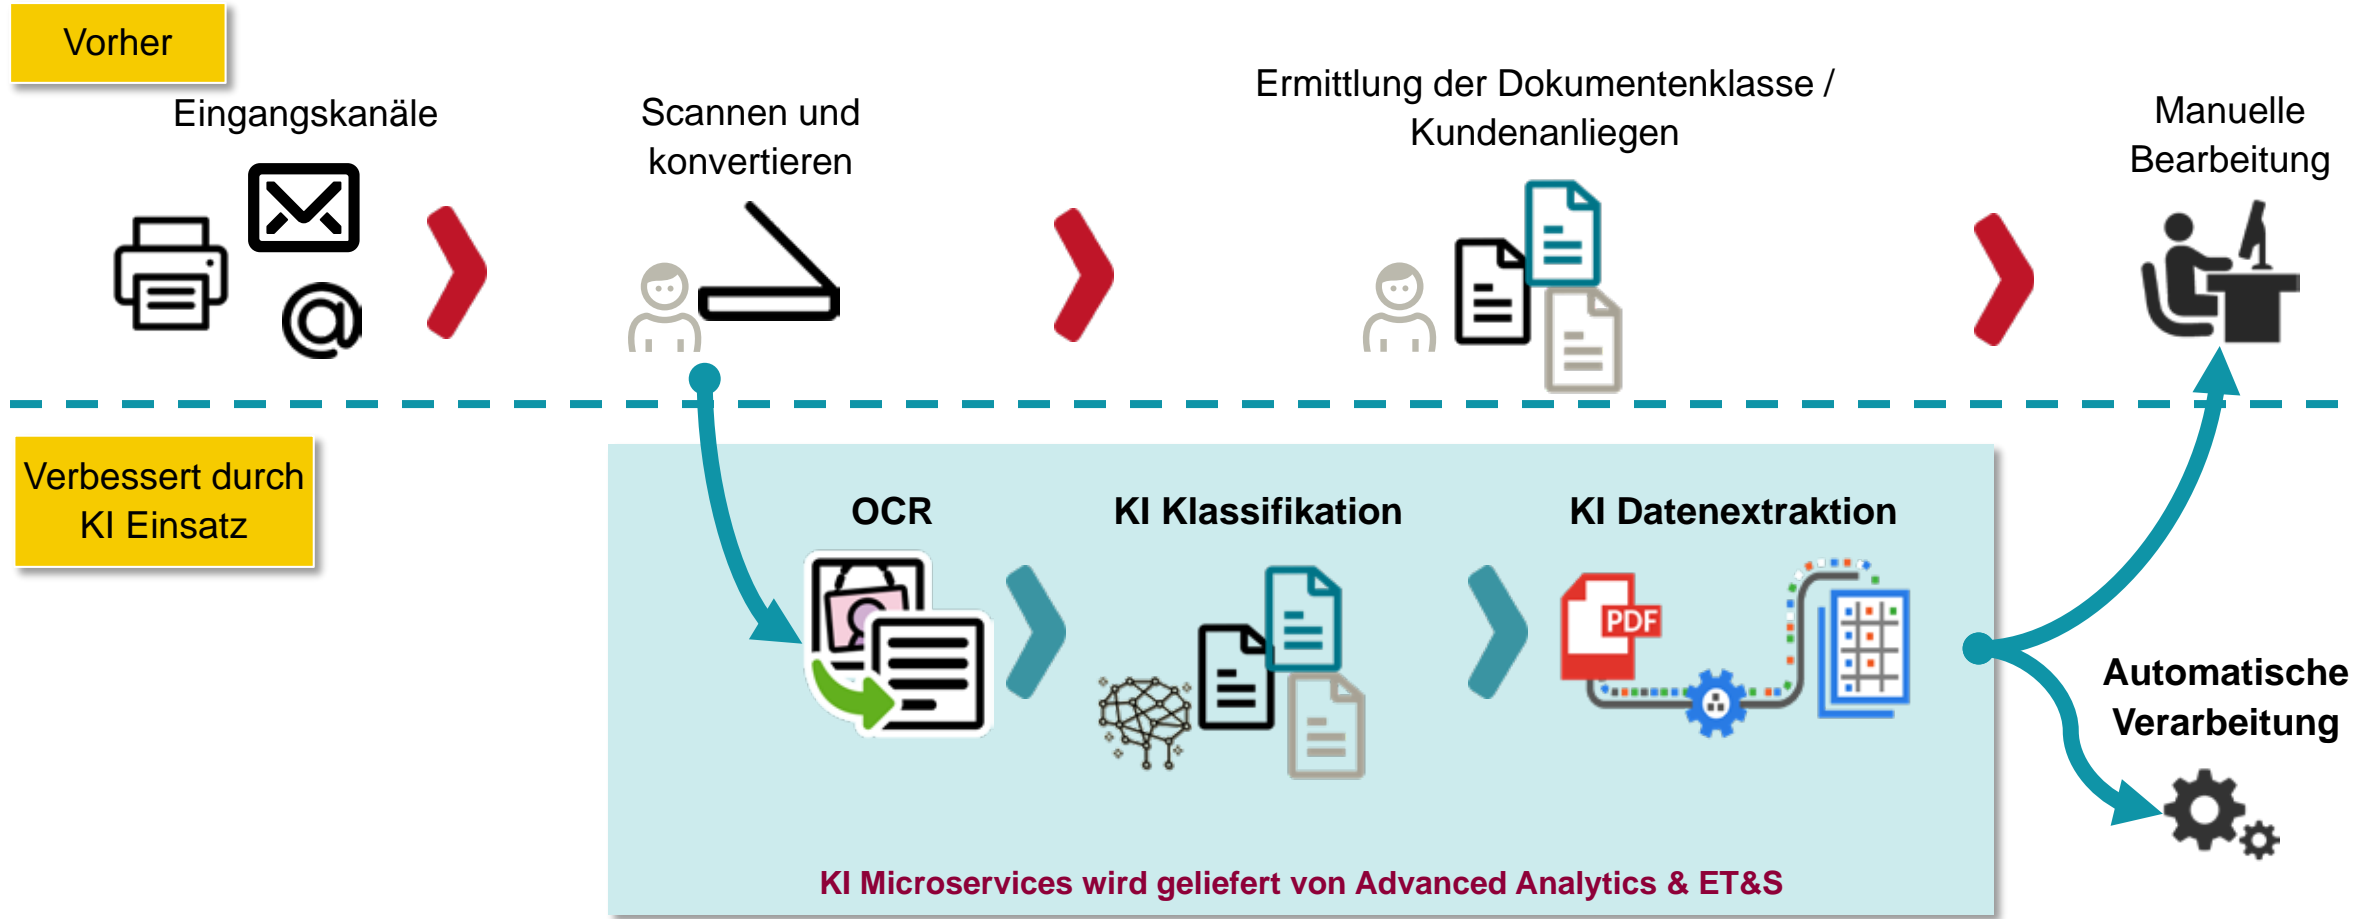 Vorher
Eingangskanäle
Scannen und
konvertieren
Ermittlung der Dokumentenklasse /
Kundenanliegen
Manuelle
Bearbeitung
Verbessert durch
KI Einsatz
OCR
KI Klassifikation
KI Datenextraktion
PDF
Automatische
Verarbeitung
KI Microservices wird geliefert von Advanced Analytics & ET&S